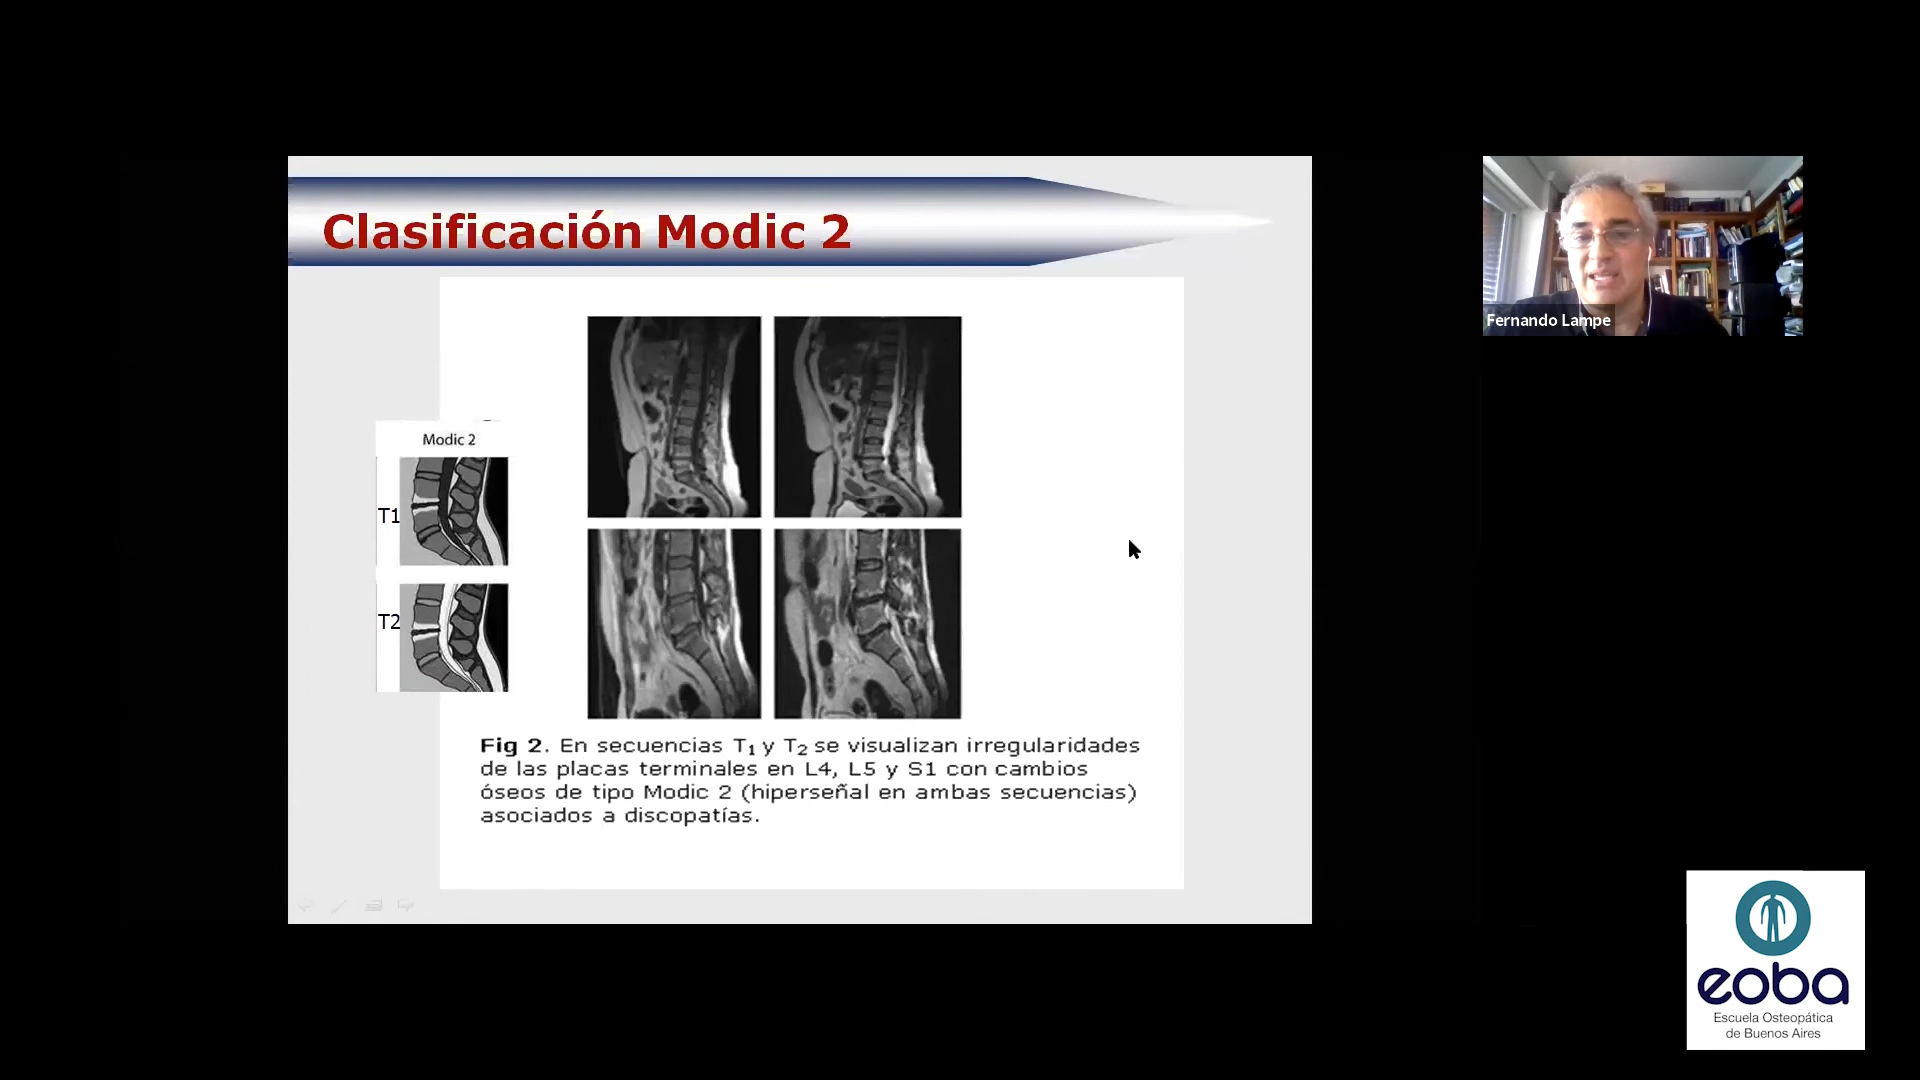 Clasificación Modic 2
Modic 2
T1
T2
Fig 2. En secuencias T₁ y T₂ se visualizan irregularidades
de las placas terminales en L4, L5 y S1 con cambios
óseos de tipo Modic 2 (hiperseñal en ambas secuencias)
asociados a discopatías.
Fernando Lampe
eoba
Escuela Osteopática
de Buenos Aires